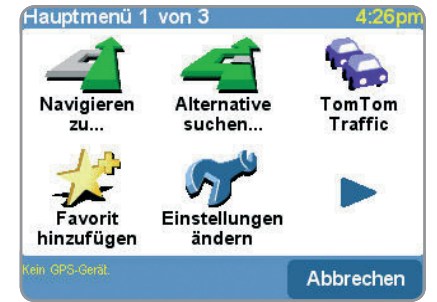 Hauptmenü 1 von 3 4:26pm
Navigieren zu...
Alternative suchen...
TomTom Traffic
Favorit hinzufügen
Einstellungen ändern
Kein GPS-Gerät.
Abbrechen